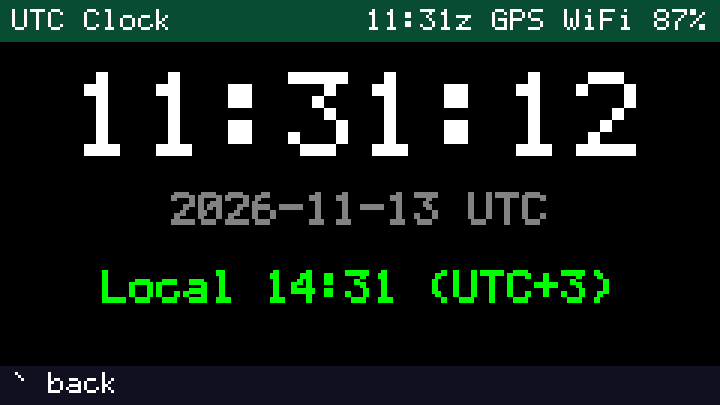 UTC Clock 11:31z GPS WiFi 87%
11:31:12
2026-11-13 UTC
Local 14:31 (UTC+3)
` back